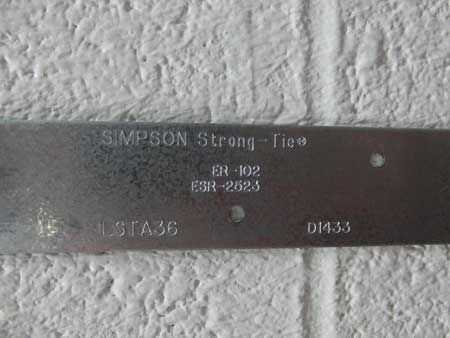 SIMPSON Strong-Tie®
ER-102
ESR-2523
LSTA36 D1433